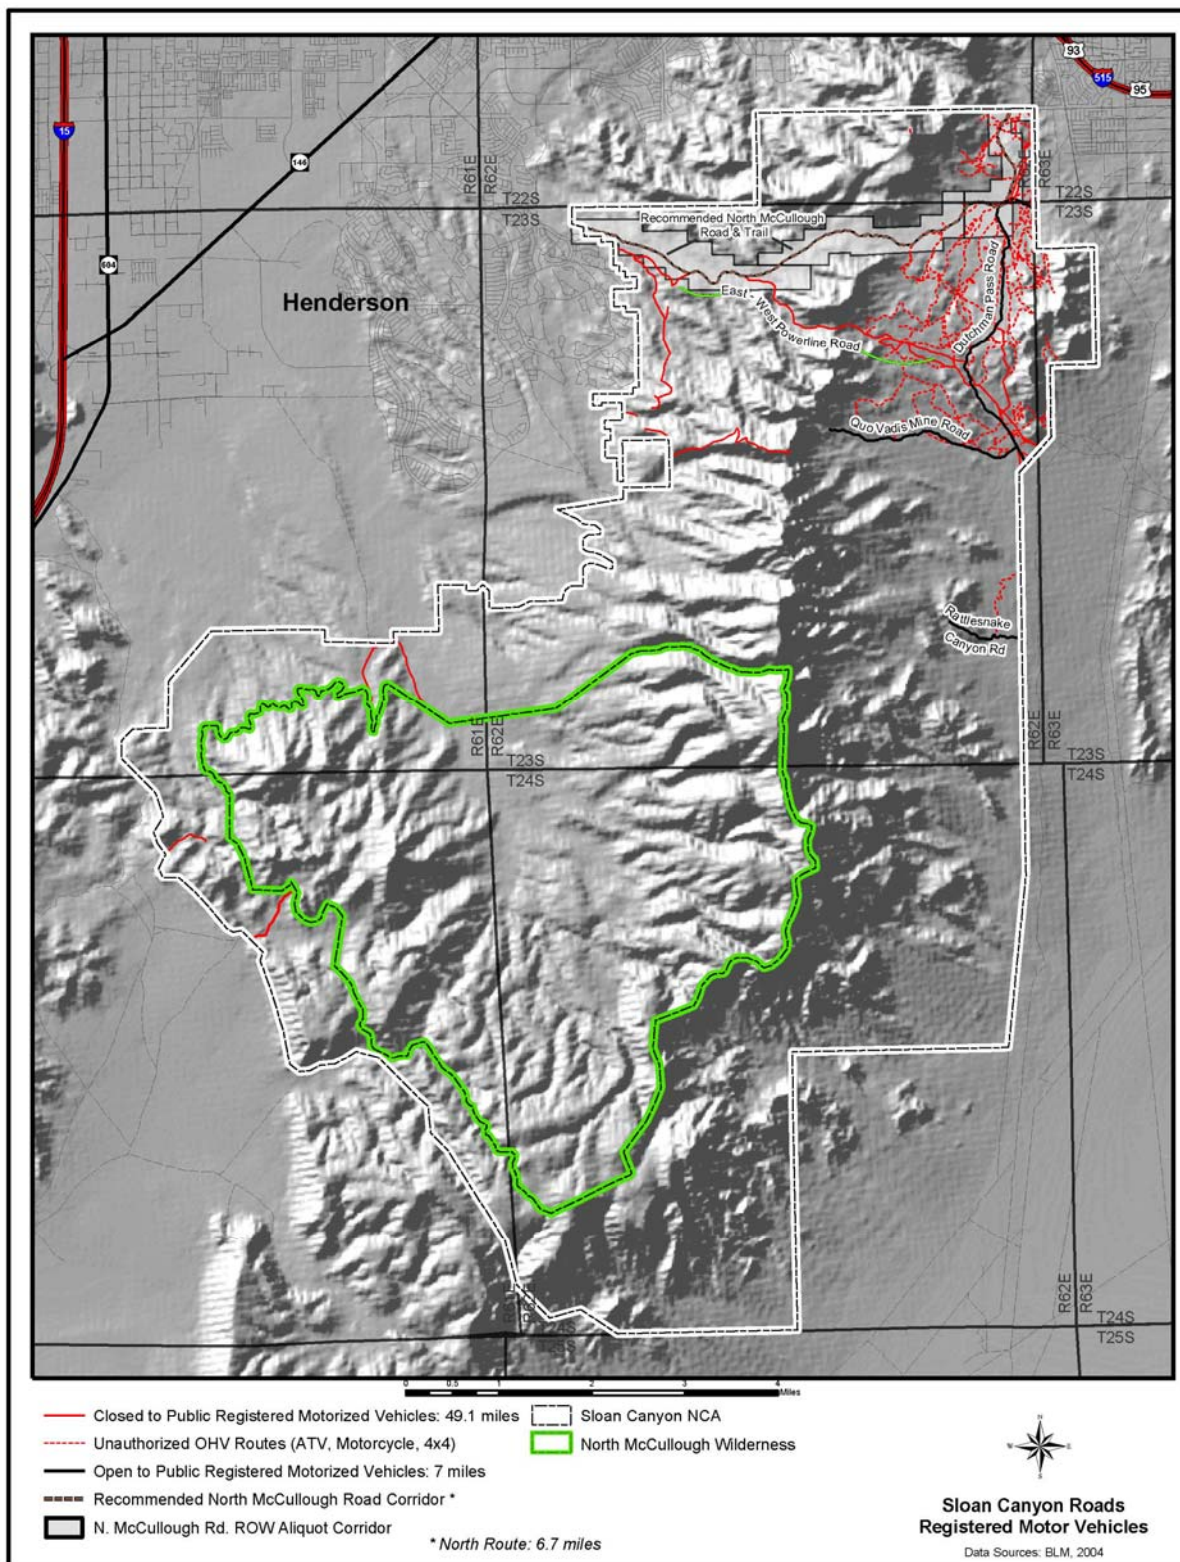 93
515
95
15
146
R61E
R62E
R62E
R63E
T22S
T23S
T22S
T23S
Recommended North McCullough
Road & Trail
604
Henderson
East - West Powerline Road
Dutchman Pass Road
Quo Vadis Mine Road
Rattlesnake
Canyon Rd
R61E
R62E
R62E
R63E
T23S
T24S
T23S
T24S
R61E
R62E
R62E
R63E
T24S
T25S
T24S
T25S
0 0.5 1 2 3 4
Miles
Closed to Public Registered Motorized Vehicles: 49.1 miles
Unauthorized OHV Routes (ATV, Motorcycle, 4x4)
Open to Public Registered Motorized Vehicles: 7 miles
Recommended North McCullough Road Corridor *
N. McCullough Rd. ROW Aliquot Corridor
Sloan Canyon NCA
North McCullough Wilderness
* North Route: 6.7 miles
N
W
E
S
Sloan Canyon Roads
Registered Motor Vehicles
Data Sources: BLM, 2004